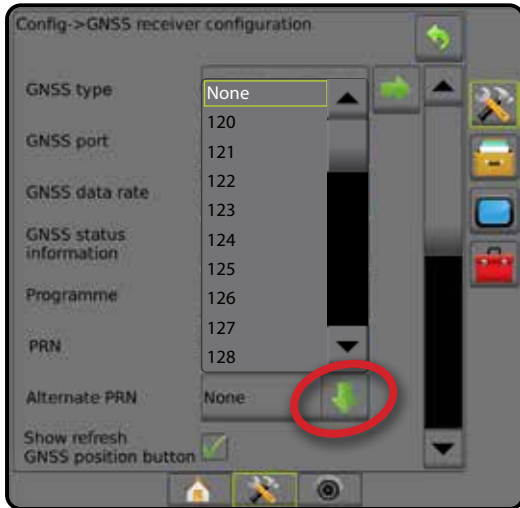 Config->GNSS receiver configuration
GNSS type
None
120
GNSS port
121
122
GNSS data rate
123
GNSS status
information
124
125
Programme
126
127
PRN
128
Alternate PRN
None
Show refresh
GNSS position button